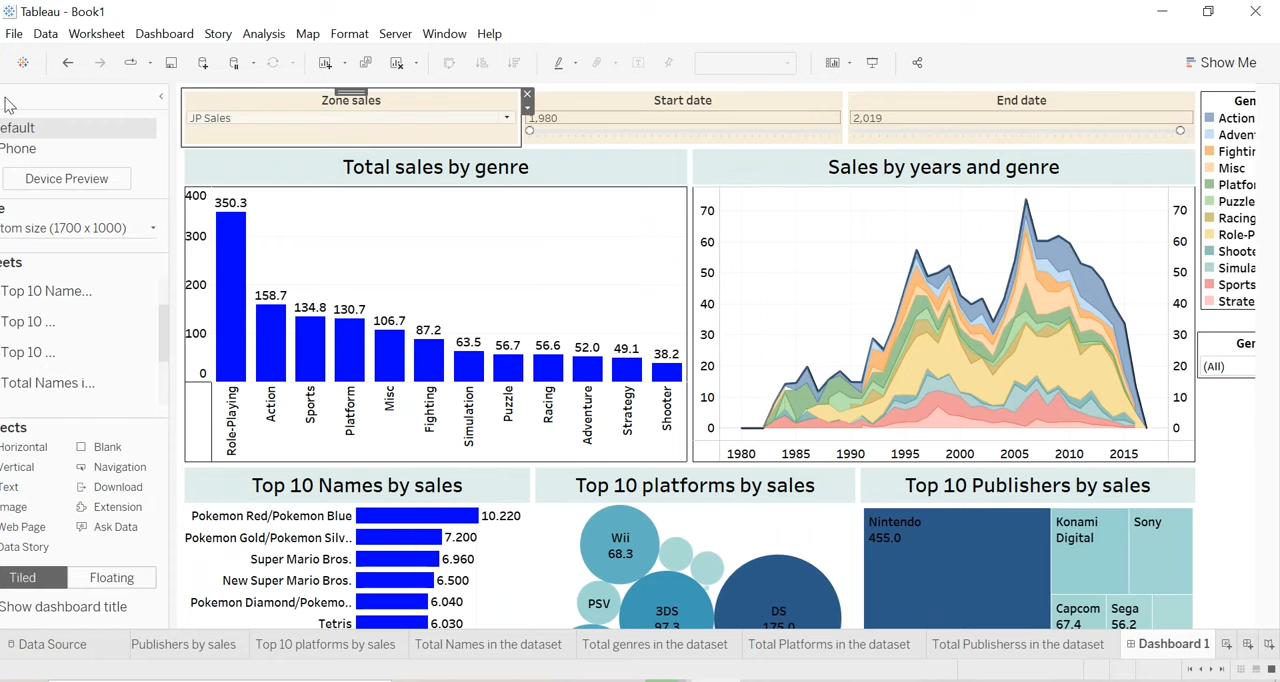 Tableau - Book1
File Data Worksheet Dashboard Story Analysis Map Format Server Window Help
Show Me
efault
Phone
Device Preview
e
tom size (1700 x 1000)
eets
Top 10 Name...
Top 10 ...
Top 10 ...
Total Names i...
ects
Horizontal Blank
Vertical Navigation
Text Download
mage Extension
Web Page Ask Data
Data Story
Tiled Floating
Show dashboard title
Zone sales
JP Sales
Start date
1,980
End date
2,019
Total sales by genre
400
300
200
100
0
350.3
158.7
134.8
130.7
106.7
87.2
63.5
56.7
56.6
52.0
49.1
38.2
Role-Playing
Action
Sports
Platform
Misc
Fighting
Simulation
Puzzle
Racing
Adventure
Strategy
Shooter
Sales by years and genre
70
60
50
40
30
20
10
0
70
60
50
40
30
20
10
0
1980 1985 1990 1995 2000 2005 2010 2015
Gen
Action
Adven
Fightin
Misc
Platfor
Puzzle
Racing
Role-P
Shoote
Simula
Sports
Strate
Ger
(All)
Top 10 Names by sales
Pokemon Red/Pokemon Blue 10.220
Pokemon Gold/Pokemon Silv.. 7.200
Super Mario Bros. 6.960
New Super Mario Bros. 6.500
Pokemon Diamond/Pokemo.. 6.040
Tetris 6.030
Top 10 platforms by sales
Wii
68.3
PSV
3DS
97.3
DS
175.0
Top 10 Publishers by sales
Nintendo
455.0
Konami
Digital
Sony
Capcom
67.4
Sega
56.2
Data Source Publishers by sales Top 10 platforms by sales Total Names in the dataset Total genres in the dataset Total Platforms in the dataset Total Publisherss in the dataset Dashboard 1